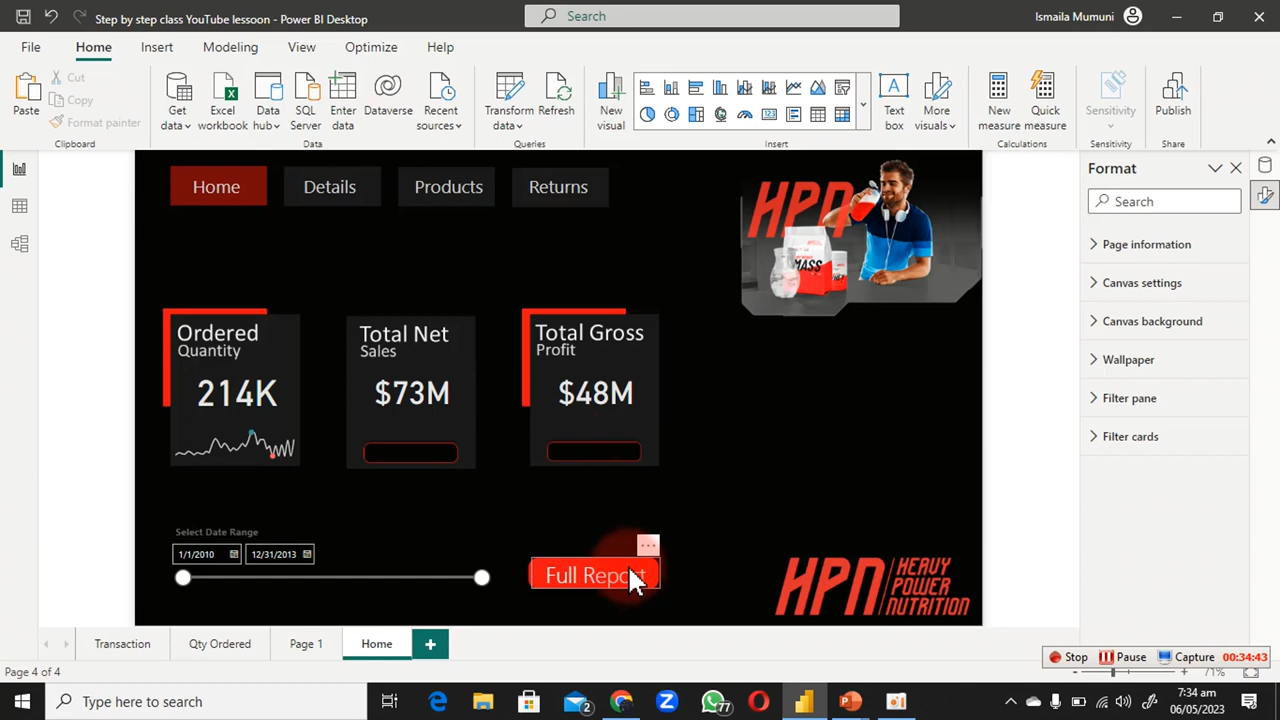 Step by step class YouTube lessoon - Power BI Desktop
Search
Ismaila Mumuni
File
Home
Insert
Modeling
View
Optimize
Help
Paste
Cut
Copy
Format painter
Clipboard
Get data
Excel workbook
Data hub
SQL Server
Enter data
Dataverse
Recent sources
Data
Transform data
Refresh
Queries
New visual
Text box
More visuals
Insert
New measure
Quick measure
Calculations
Sensitivity
Sensitivity
Publish
Share
Home
Details
Products
Returns
HPN
MASS
Ordered
Quantity
214K
Total Net
Sales
$73M
Total Gross
Profit
$48M
Select Date Range
1/1/2010
12/31/2013
Full Report
HPN
HEAVY
POWER
NUTRITION
Format
Search
Page information
Canvas settings
Canvas background
Wallpaper
Filter pane
Filter cards
Transaction
Qty Ordered
Page 1
Home
Page 4 of 4
Stop
Pause
Capture
00:34:43
71%
Type here to search
2
77
7:34 am
06/05/2023